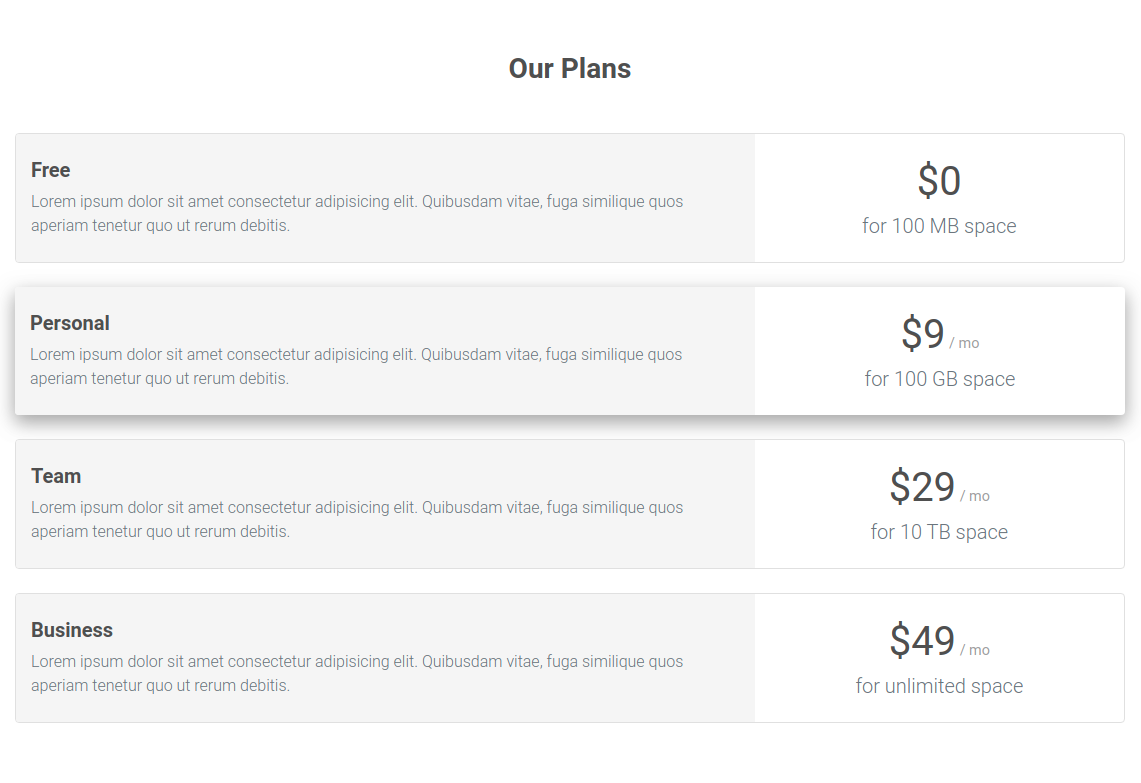 Our Plans
Free
Lorem ipsum dolor sit amet consectetur adipisicing elit. Quibusdam vitae, fuga similique quos
aperiam tenetur quo ut rerum debitis.
$0
for 100 MB space
Personal
Lorem ipsum dolor sit amet consectetur adipisicing elit. Quibusdam vitae, fuga similique quos
aperiam tenetur quo ut rerum debitis.
$9 / mo
for 100 GB space
Team
Lorem ipsum dolor sit amet consectetur adipisicing elit. Quibusdam vitae, fuga similique quos
aperiam tenetur quo ut rerum debitis.
$29 / mo
for 10 TB space
Business
Lorem ipsum dolor sit amet consectetur adipisicing elit. Quibusdam vitae, fuga similique quos
aperiam tenetur quo ut rerum debitis.
$49 / mo
for unlimited space